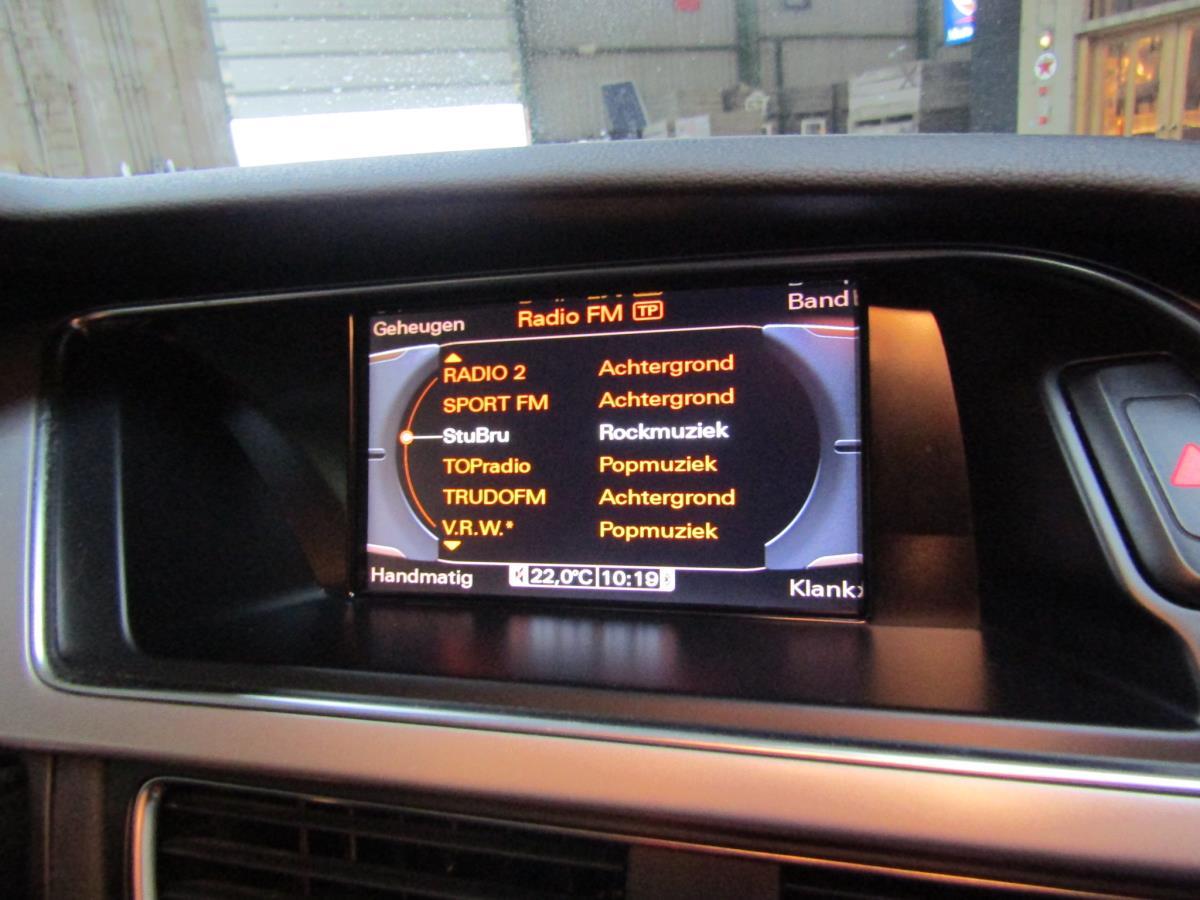 Radio FM TP
Geheugen
Band
RADIO 2 Achtergrond
SPORT FM Achtergrond
StuBru Rockmuziek
TOPradio Popmuziek
TRUDOFM Achtergrond
V.R.W.* Popmuziek
Handmatig
22,0°C 10:19
Klank